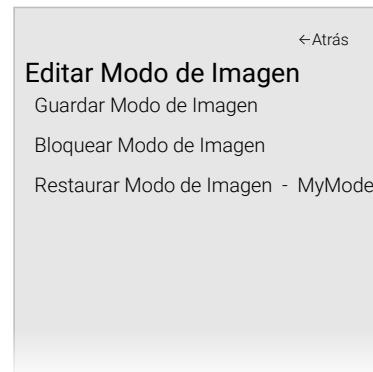 ←Atrás
Editar Modo de Imagen
Guardar Modo de Imagen
Bloquear Modo de Imagen
Restaurar Modo de Imagen - MyMode